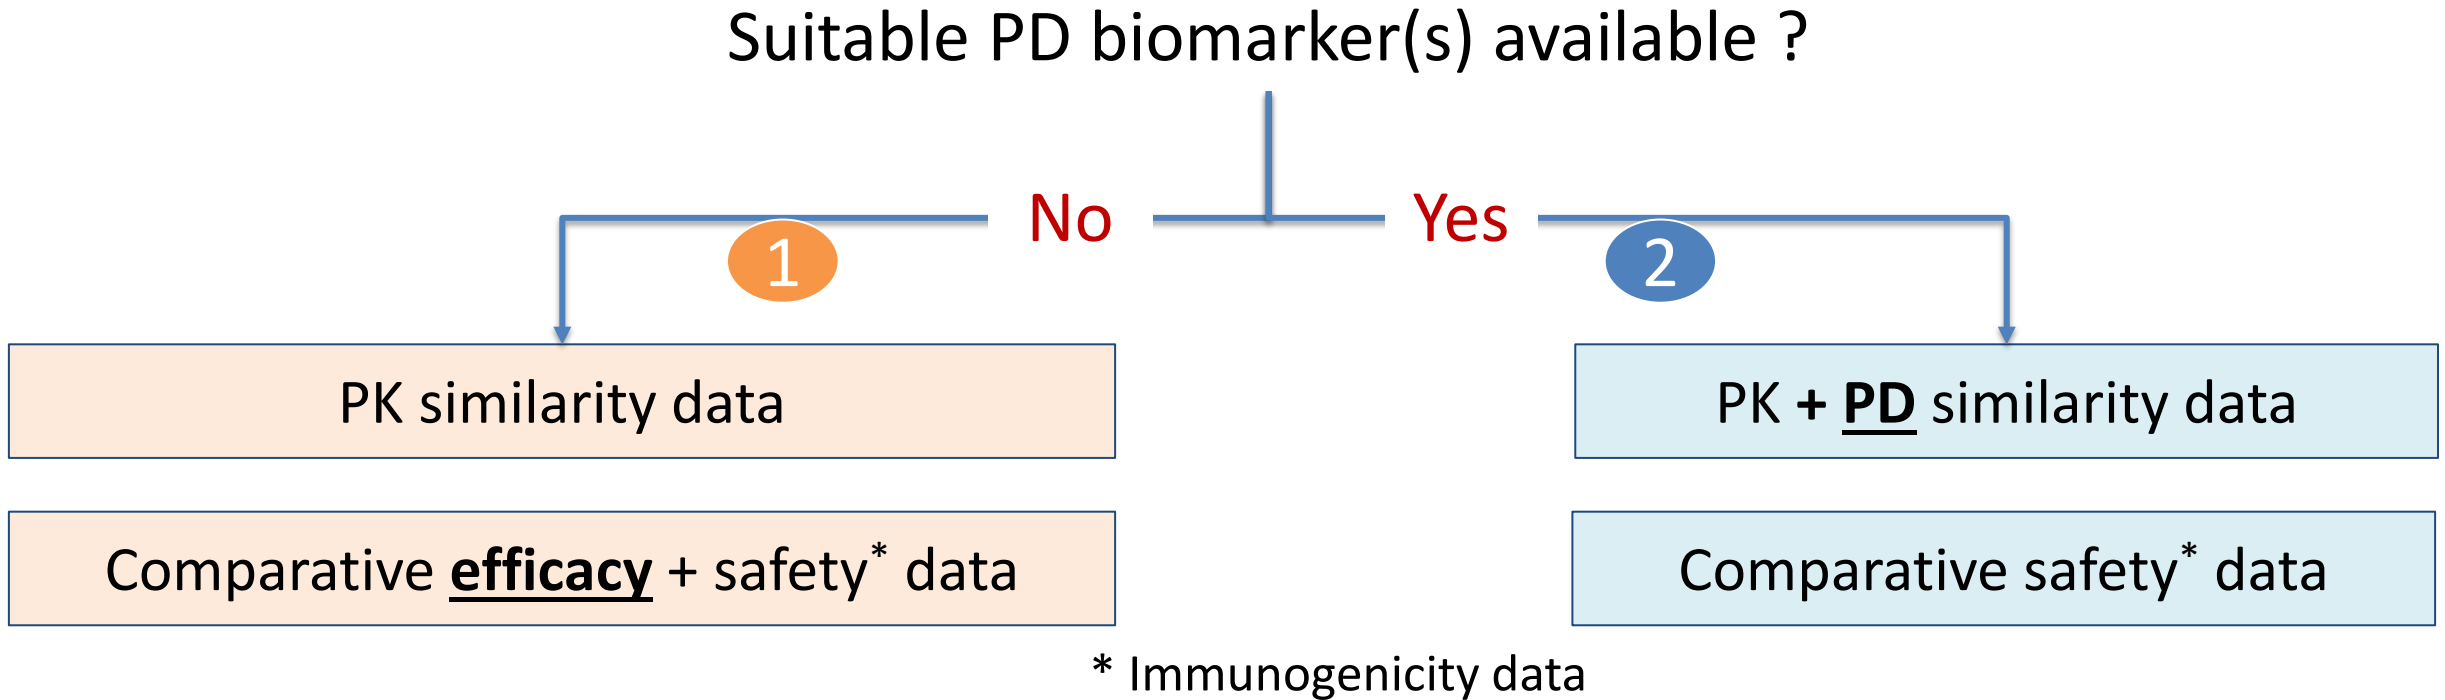 Suitable PD biomarker(s) available ?
No
Yes
1
2
PK similarity data
PK + PD similarity data
Comparative efficacy + safety* data
Comparative safety* data
* Immunogenicity data